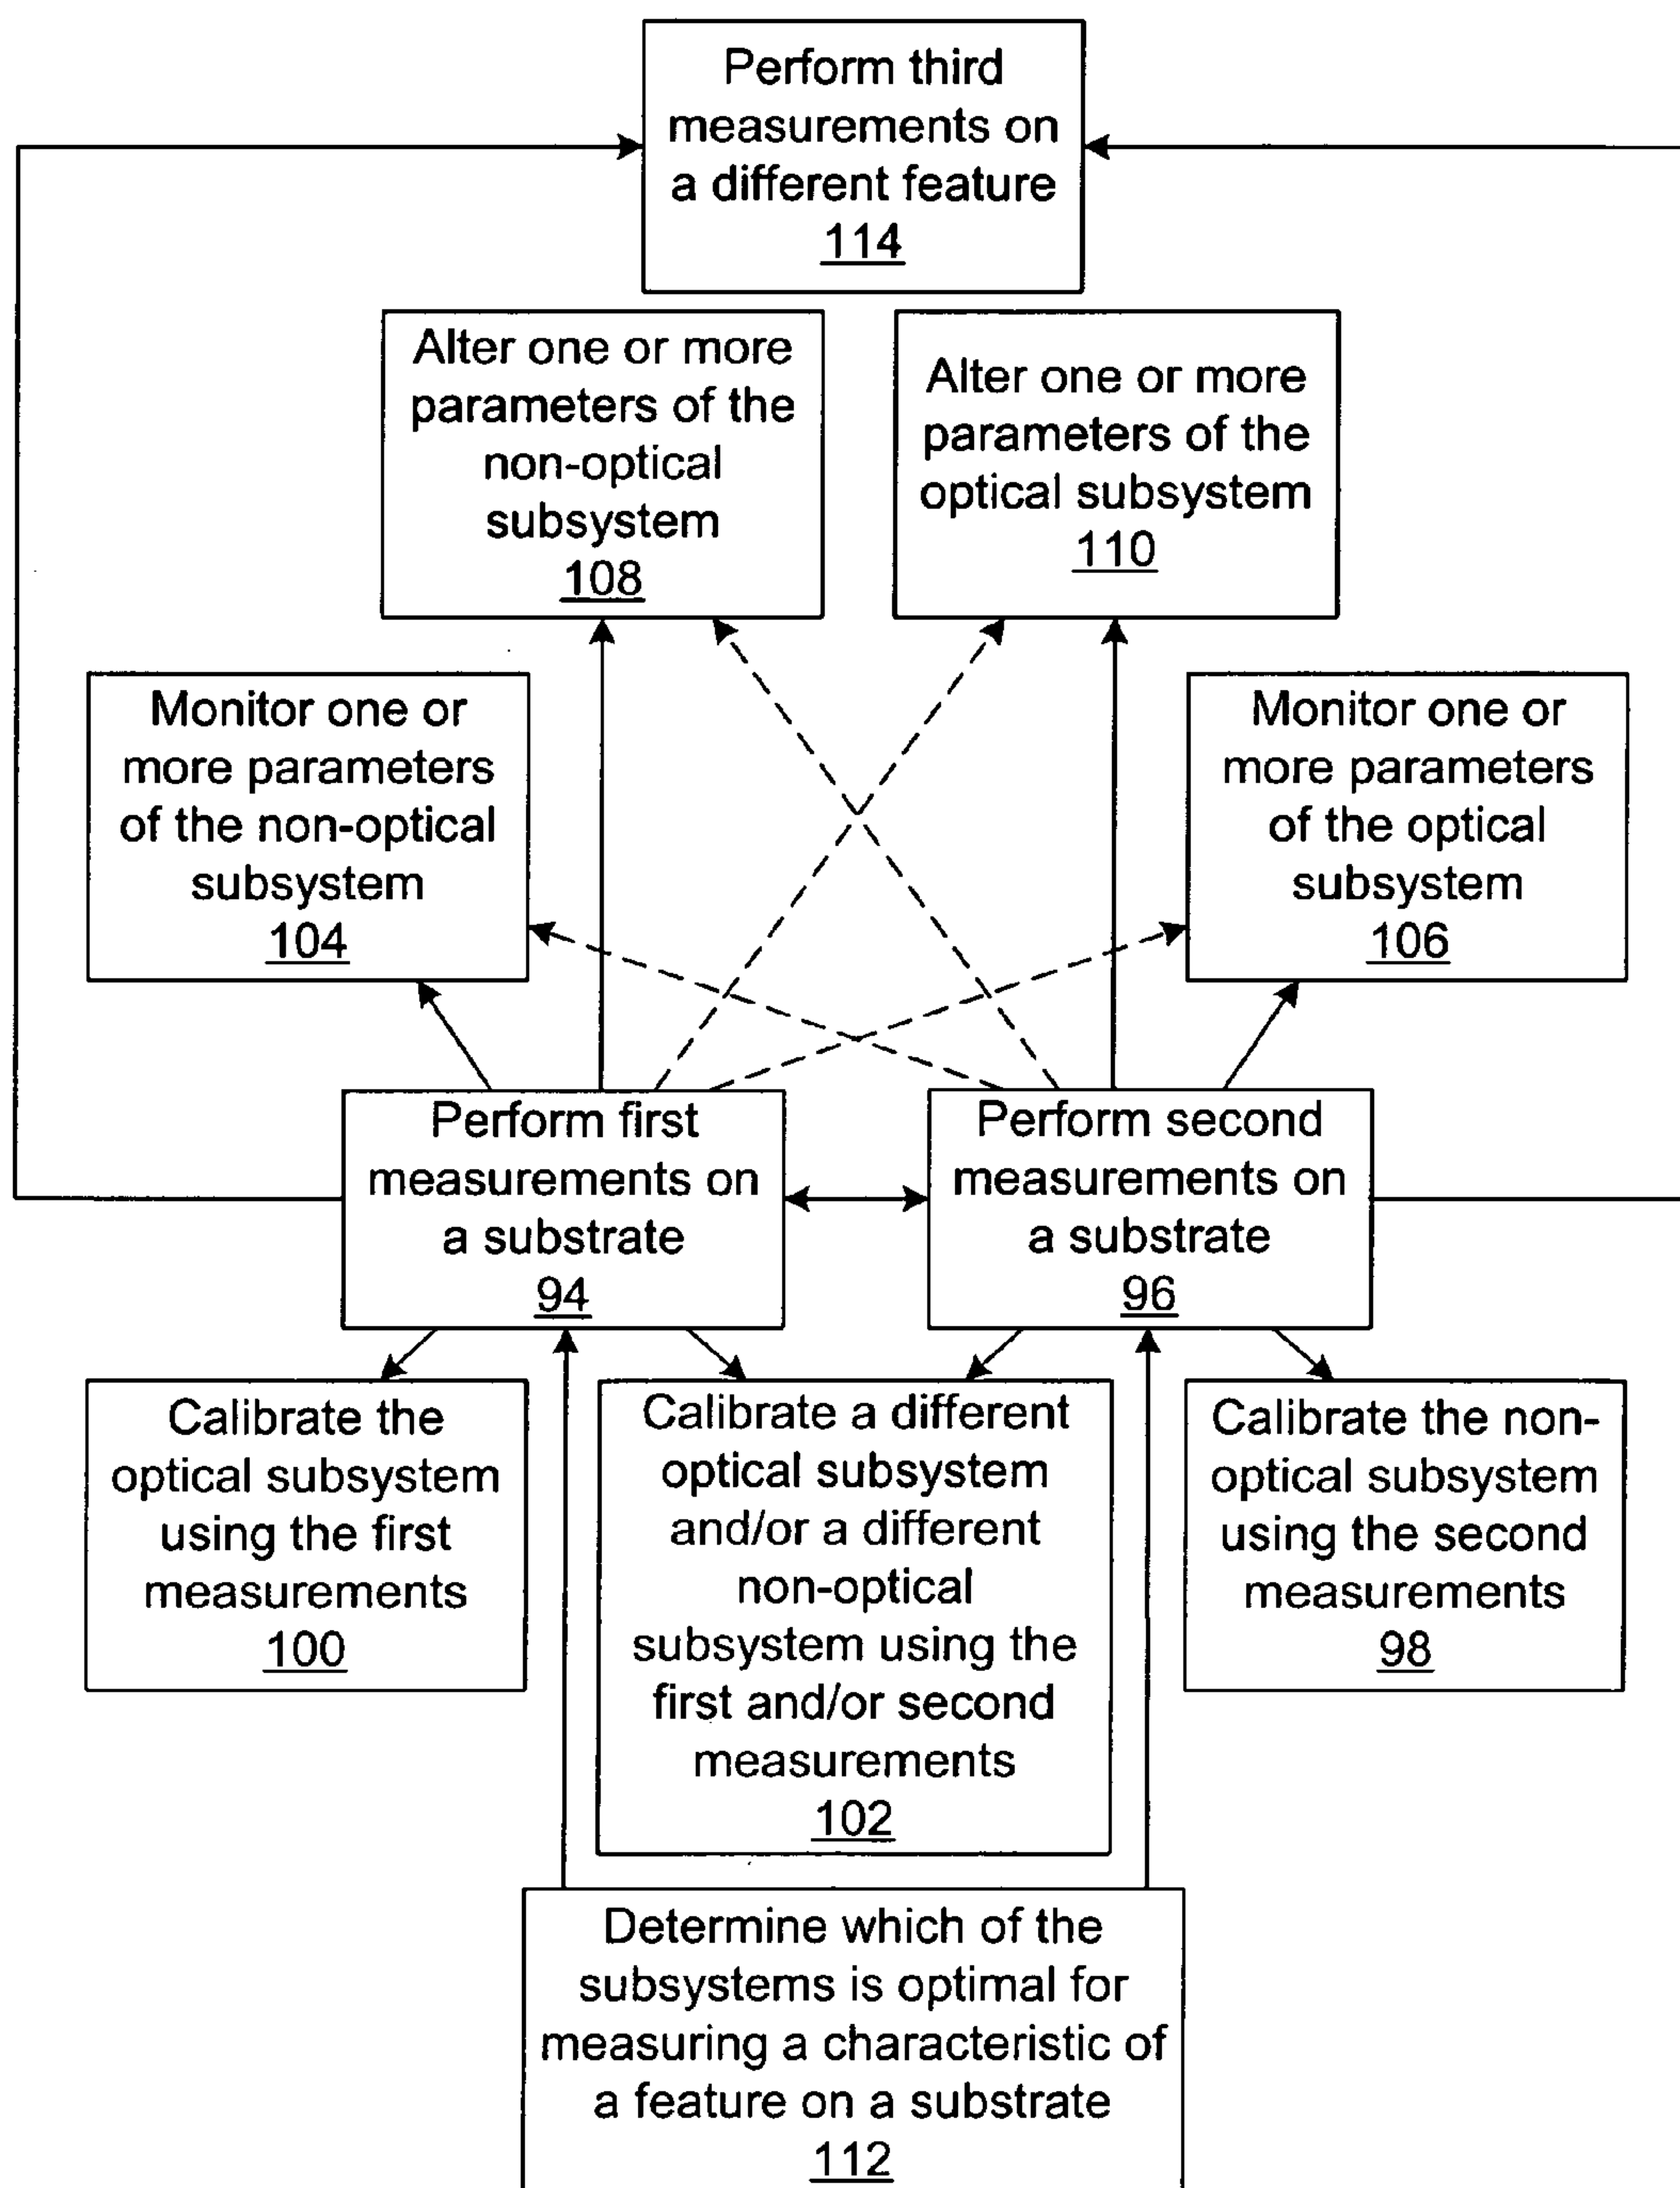 Perform third
measurements on
a different feature
114
Alter one or more
parameters of the
non-optical
subsystem
108
Alter one or more
parameters of the
optical subsystem
110
Monitor one or
more parameters
of the non-optical
subsystem
104
Monitor one or
more parameters
of the optical
subsystem
106
Perform first
measurements on
a substrate
94
Perform second
measurements on
a substrate
96
Calibrate the
optical subsystem
using the first
measurements
100
Calibrate a different
optical subsystem
and/or a different
non-optical
subsystem using the
first and/or second
measurements
102
Calibrate the non-
optical subsystem
using the second
measurements
98
Determine which of the
subsystems is optimal for
measuring a characteristic of
a feature on a substrate
112